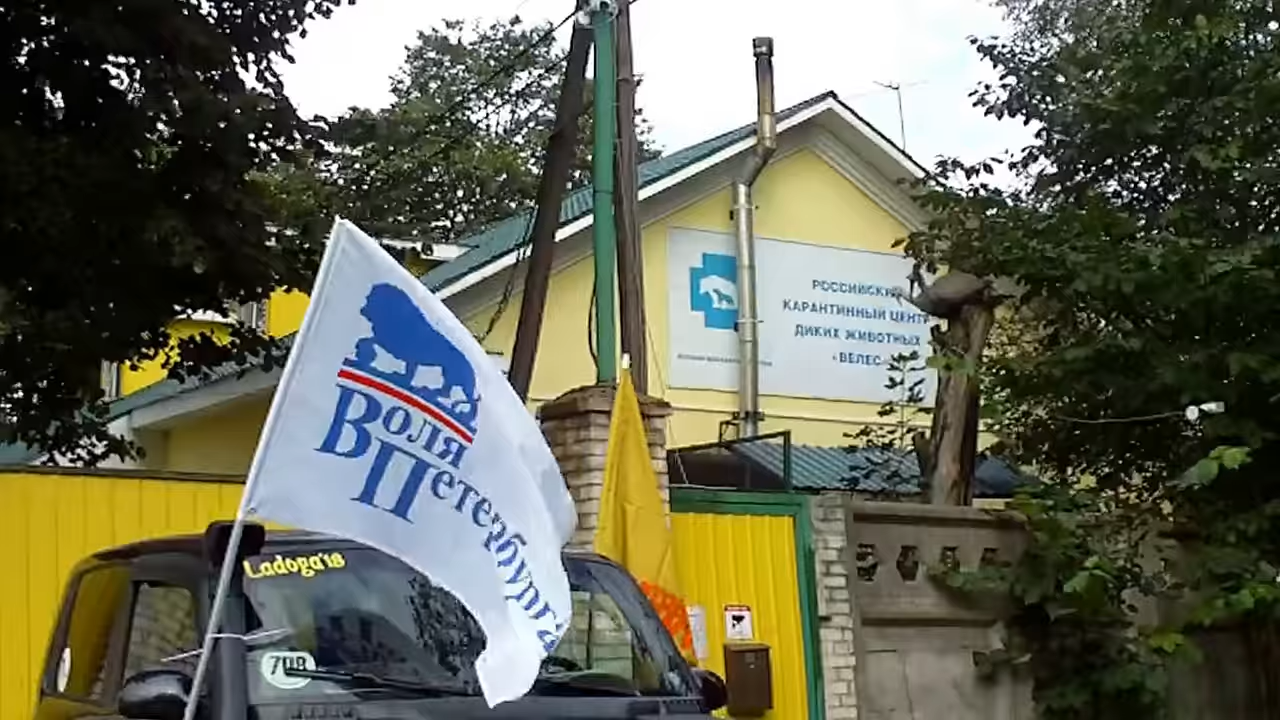 РОССИЙСКИЙ
КАРАНТИННЫЙ ЦЕНТР
ДИКИХ ЖИВОТНЫХ
«ВЕЛЕС»
ВОЛЯ
ПЕТЕРБУРГА
Ladoga'18
708